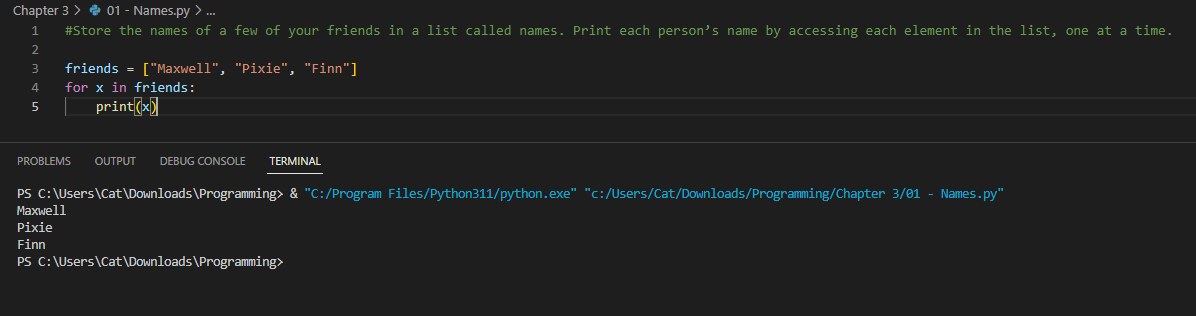 Chapter 3 > 01 - Names.py > ...
1 #Store the names of a few of your friends in a list called names. Print each person’s name by accessing each element in the list, one at a time.
2
3 friends = ["Maxwell", "Pixie", "Finn"]
4 for x in friends:
5     print(x)
PROBLEMS OUTPUT DEBUG CONSOLE TERMINAL
PS C:\Users\Cat\Downloads\Programming> & "C:/Program Files/Python311/python.exe" "c:/Users/Cat/Downloads/Programming/Chapter 3/01 - Names.py"
Maxwell
Pixie
Finn
PS C:\Users\Cat\Downloads\Programming>